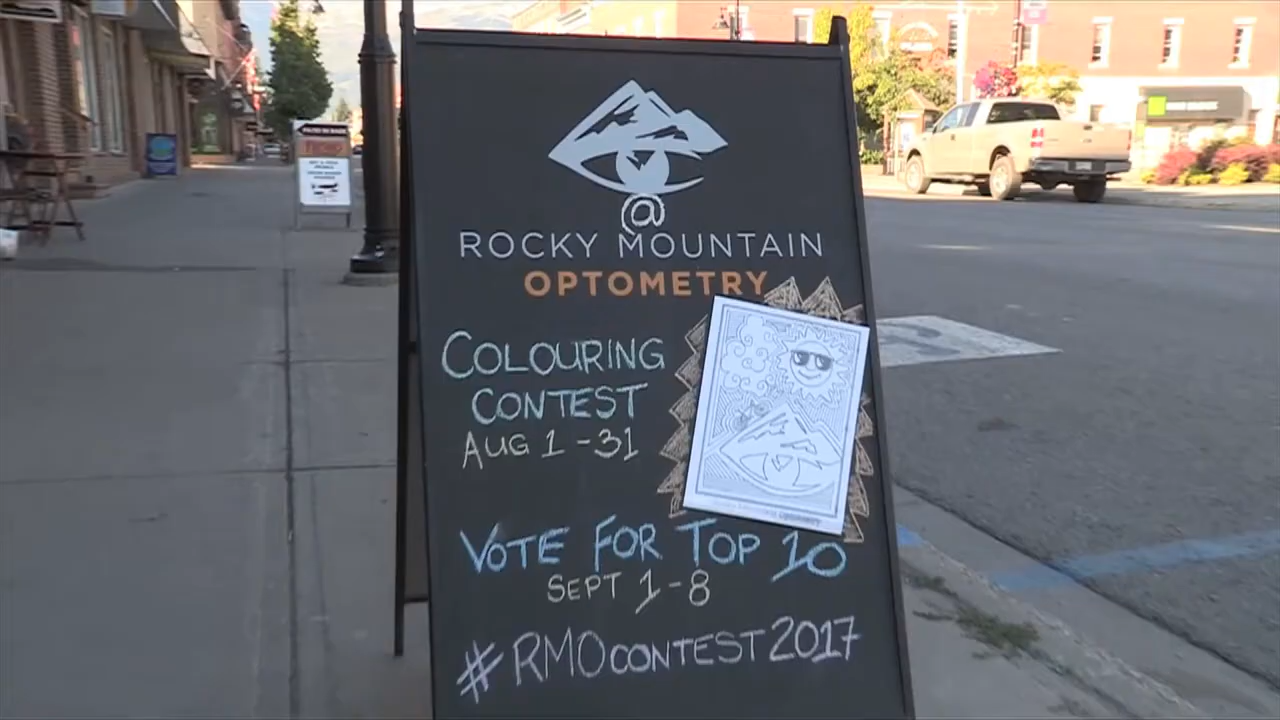 @
ROCKY MOUNTAIN
OPTOMETRY
COLOURING
CONTEST
AUG 1-31
VOTE FOR TOP 10
SEPT 1-8
#RMOCONTEST2017